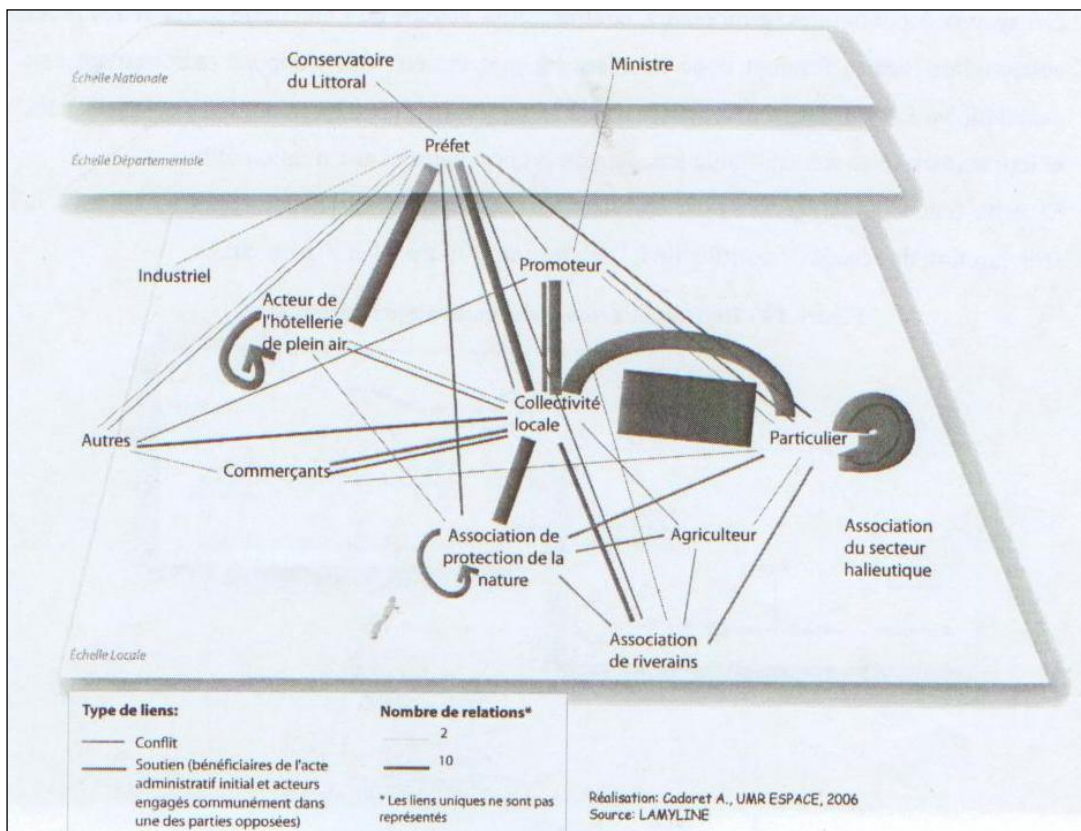 Conservatoire
du Littoral
Ministre
Échelle Nationale
Préfet
Échelle Départementale
Promoteur
Industriel
Acteur de
l'hôtellerie
de plein air
Collectivité
locale
Autres
Particulier
Commerçants
Association de
protection de la
nature
Agriculteur
Association
du secteur
halieutique
Association
de riverains
Échelle Locale
Type de liens:
Conflit
Soutien (bénéficiaires de l'acte
administratif initial et acteurs
engagés communément dans
une des parties opposées)
Nombre de relations*
2
10
* Les liens uniques ne sont pas
représentés
Réalisation: Cadoret A., UMR ESPACE, 2006
Source: LAMYLINE